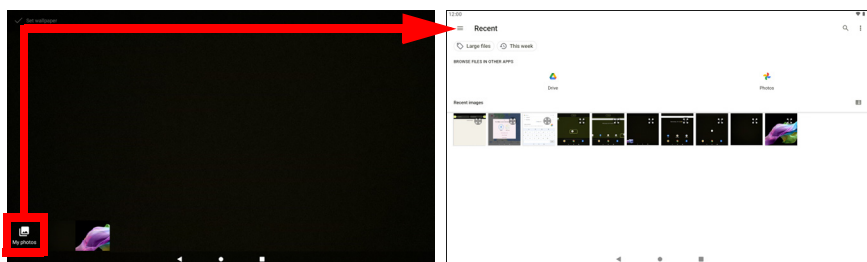 Set wallpaper
My photos
12:00
Recent
Large files
This week
BROWSE FILES IN OTHER APPS
Drive
Photos
Recent images